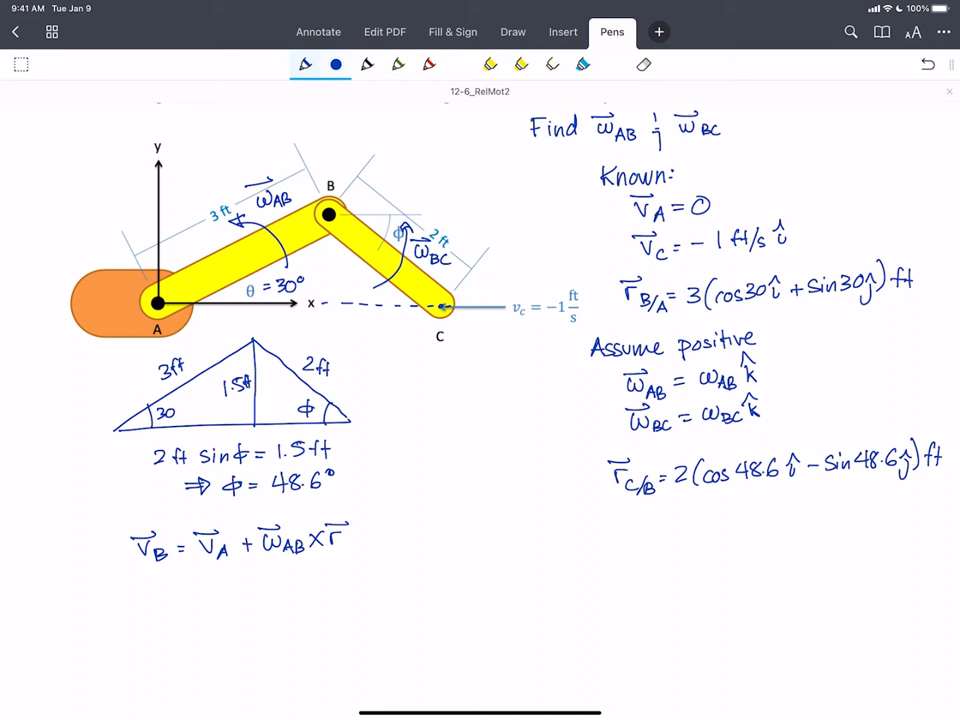 9:41 AM Tue Jan 9
100%
Annotate Edit PDF Fill & Sign Draw Insert Pens
AA
12-6_RelMot2
Find ω⃗AB & ω⃗BC
Known:
v⃗A = 0
v⃗C = - 1 ft/s î
r⃗B/A = 3(cos30 î + sin30 ĵ) ft
Assume positive
ω⃗AB = ωAB k̂
ω⃗BC = ωBC k̂
r⃗C/B = 2(cos 48.6 î - sin 48.6 ĵ) ft
y
B
3 ft
ω⃗AB
ϕ
2 ft
ω⃗BC
θ = 30°
x
vc = -1 ft/s
A
C
3ft
2ft
1.5ft
30
ϕ
2 ft sinϕ = 1.5 ft
⇒ ϕ = 48.6°
v⃗B = v⃗A + ω⃗AB × r⃗